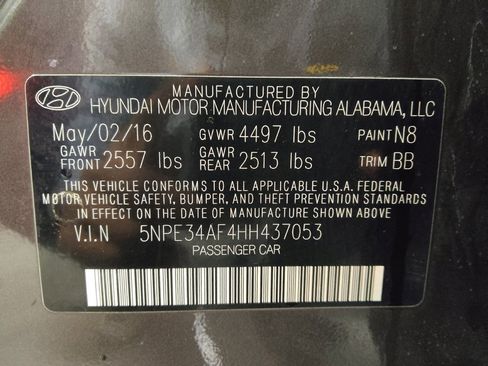 MANUFACTURED BY
HYUNDAI MOTOR MANUFACTURING ALABAMA, LLC
May/02/16 GVWR 4497 lbs PAINT N8
GAWR FRONT 2557 lbs GAWR REAR 2513 lbs TRIM BB
THIS VEHICLE CONFORMS TO ALL APPLICABLE U.S.A. FEDERAL
MOTOR VEHICLE SAFETY, BUMPER, AND THEFT PREVENTION STANDARDS
IN EFFECT ON THE DATE OF MANUFACTURE SHOWN ABOVE.
V.I.N 5NPE34AF4HH437053
PASSENGER CAR